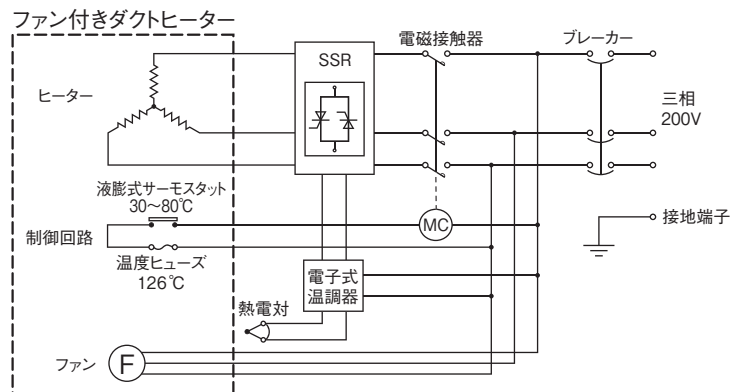 ファン付きダクトヒーター
SSR
電磁接触器
ブレーカー
ヒーター
三相
200V
液膨式サーモスタット
30～80℃
MC
接地端子
制御回路
温度ヒューズ
126℃
電子式
温調器
熱電対
ファン
F